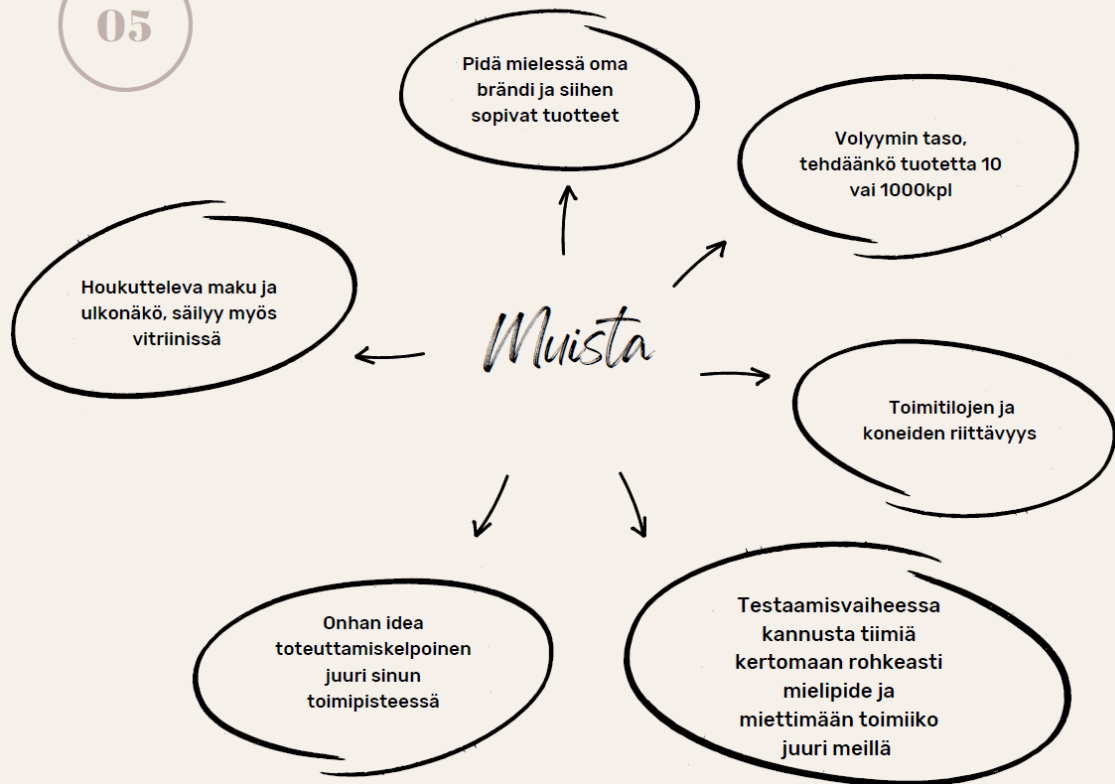 05
Pidä mielessä oma
brändi ja siihen
sopivat tuotteet
Volyymin taso,
tehdäänkö tuotetta 10
vai 1000kpl
Houkutteleva maku ja
ulkonäkö, säilyy myös
vitriinissä
Muista
Toimitilojen ja
koneiden riittävyys
Onhan idea
toteuttamiskelpoinen
juuri sinun
toimipisteessä
Testaamisvaiheessa
kannusta tiimiä
kertomaan rohkeasti
mielipide ja
miettimään toimiiko
juuri meillä